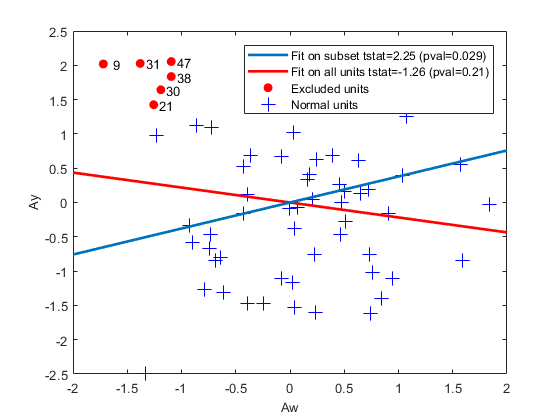 2.5
2
1.5
1
0.5
0
-0.5
-1
-1.5
-2
-2.5
Ay
9
31
47
38
30
21
Fit on subset tstat=2.25 (pval=0.029)
Fit on all units tstat=-1.26 (pval=0.21)
Excluded units
Normal units
-2 -1.5 -1 -0.5 0 0.5 1 1.5 2
Aw